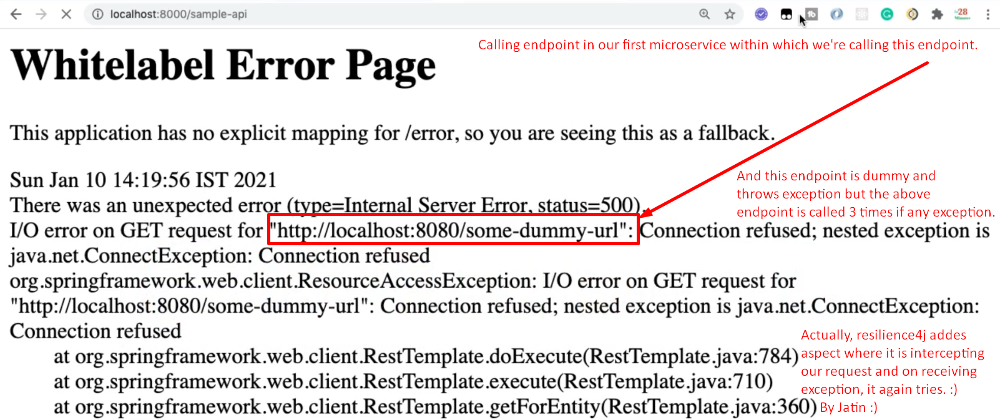 localhost:8000/sample-api
28
Calling endpoint in our first microservice within which we're calling this endpoint.
Whitelabel Error Page
This application has no explicit mapping for /error, so you are seeing this as a fallback.
And this endpoint is dummy and
throws exception but the above
endpoint is called 3 times if any exception.
Sun Jan 10 14:19:56 IST 2021
There was an unexpected error (type=Internal Server Error, status=500).
I/O error on GET request for "http://localhost:8080/some-dummy-url": Connection refused; nested exception is
java.net.ConnectException: Connection refused
org.springframework.web.client.ResourceAccessException: I/O error on GET request for
"http://localhost:8080/some-dummy-url": Connection refused; nested exception is java.net.ConnectException:
Connection refused
at org.springframework.web.client.RestTemplate.doExecute(RestTemplate.java:784)
at org.springframework.web.client.RestTemplate.execute(RestTemplate.java:710)
at org.springframework.web.client.RestTemplate.getForEntity(RestTemplate.java:360)
Actually, resilience4j addes
aspect where it is intercepting
our request and on receiving
exception, it again tries. :)
By Jatin :)